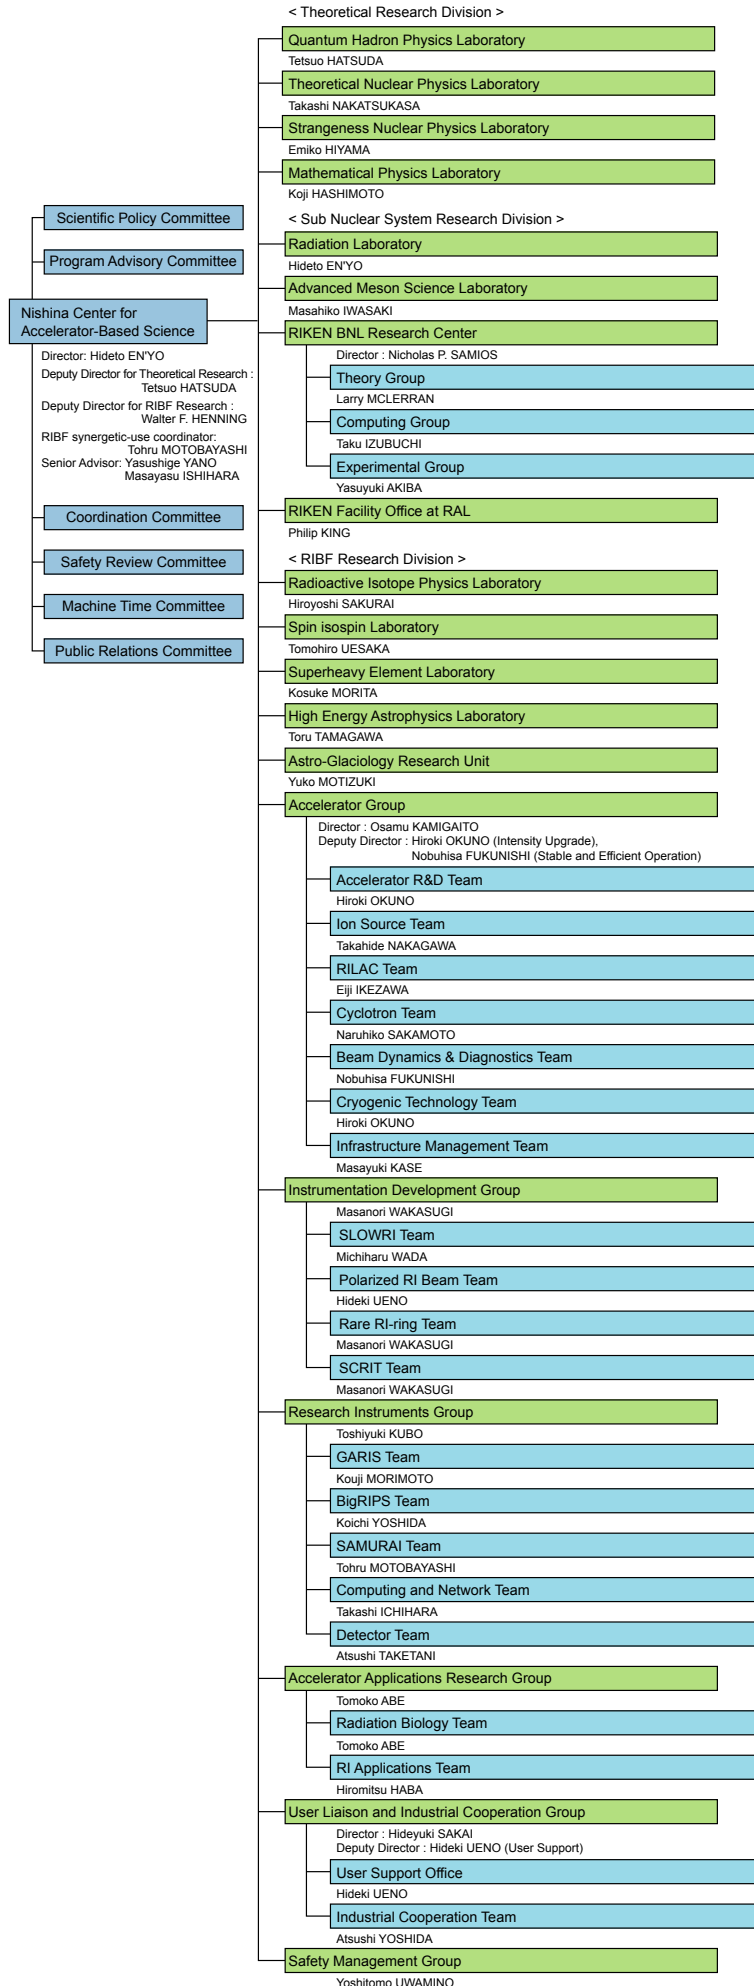 < Theoretical Research Division >
Quantum Hadron Physics Laboratory
Tetsuo HATSUDA
Theoretical Nuclear Physics Laboratory
Takashi NAKATSUKASA
Strangeness Nuclear Physics Laboratory
Emiko HIYAMA
Mathematical Physics Laboratory
Koji HASHIMOTO
Scientific Policy Committee
Program Advisory Committee
Nishina Center for
Accelerator-Based Science
Director: Hideto EN'YO
Deputy Director for Theoretical Research :
Tetsuo HATSUDA
Deputy Director for RIBF Research :
Walter F. HENNING
RIBF synergetic-use coordinator:
Tohru MOTOBAYASHI
Senior Advisor: Yasushige YANO
Masayasu ISHIHARA
Coordination Committee
Safety Review Committee
Machine Time Committee
Public Relations Committee
< Sub Nuclear System Research Division >
Radiation Laboratory
Hideto EN'YO
Advanced Meson Science Laboratory
Masahiko IWASAKI
RIKEN BNL Research Center
Director : Nicholas P. SAMIOS
Theory Group
Larry MCLERRAN
Computing Group
Taku IZUBUCHI
Experimental Group
Yasuyuki AKIBA
RIKEN Facility Office at RAL
Philip KING
< RIBF Research Division >
Radioactive Isotope Physics Laboratory
Hiroyoshi SAKURAI
Spin isospin Laboratory
Tomohiro UESAKA
Superheavy Element Laboratory
Kosuke MORITA
High Energy Astrophysics Laboratory
Toru TAMAGAWA
Astro-Glaciology Research Unit
Yuko MOTIZUKI
Accelerator Group
Director : Osamu KAMIGAITO
Deputy Director : Hiroki OKUNO (Intensity Upgrade),
Nobuhisa FUKUNISHI (Stable and Efficient Operation)
Accelerator R&D Team
Hiroki OKUNO
Ion Source Team
Takahide NAKAGAWA
RILAC Team
Eiji IKEZAWA
Cyclotron Team
Naruhiko SAKAMOTO
Beam Dynamics & Diagnostics Team
Nobuhisa FUKUNISHI
Cryogenic Technology Team
Hiroki OKUNO
Infrastructure Management Team
Masayuki KASE
Instrumentation Development Group
Masanori WAKASUGI
SLOWRI Team
Michiharu WADA
Polarized RI Beam Team
Hideki UENO
Rare RI-ring Team
Masanori WAKASUGI
SCRIT Team
Masanori WAKASUGI
Research Instruments Group
Toshiyuki KUBO
GARIS Team
Kouji MORIMOTO
BigRIPS Team
Koichi YOSHIDA
SAMURAI Team
Tohru MOTOBAYASHI
Computing and Network Team
Takashi ICHIHARA
Detector Team
Atsushi TAKETANI
Accelerator Applications Research Group
Tomoko ABE
Radiation Biology Team
Tomoko ABE
RI Applications Team
Hiromitsu HABA
User Liaison and Industrial Cooperation Group
Director : Hideyuki SAKAI
Deputy Director : Hideki UENO (User Support)
User Support Office
Hideki UENO
Industrial Cooperation Team
Atsushi YOSHIDA
Safety Management Group
Yoshitomo UWAMINO